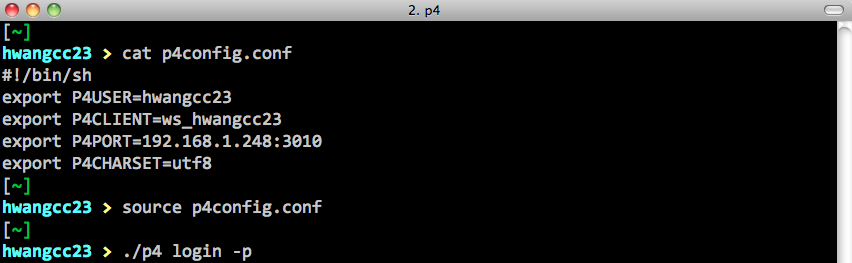 2. p4
[~]
hwangcc23 > cat p4config.conf
#!/bin/sh
export P4USER=hwangcc23
export P4CLIENT=ws_hwangcc23
export P4PORT=192.168.1.248:3010
export P4CHARSET=utf8
[~]
hwangcc23 > source p4config.conf
[~]
hwangcc23 > ./p4 login -p